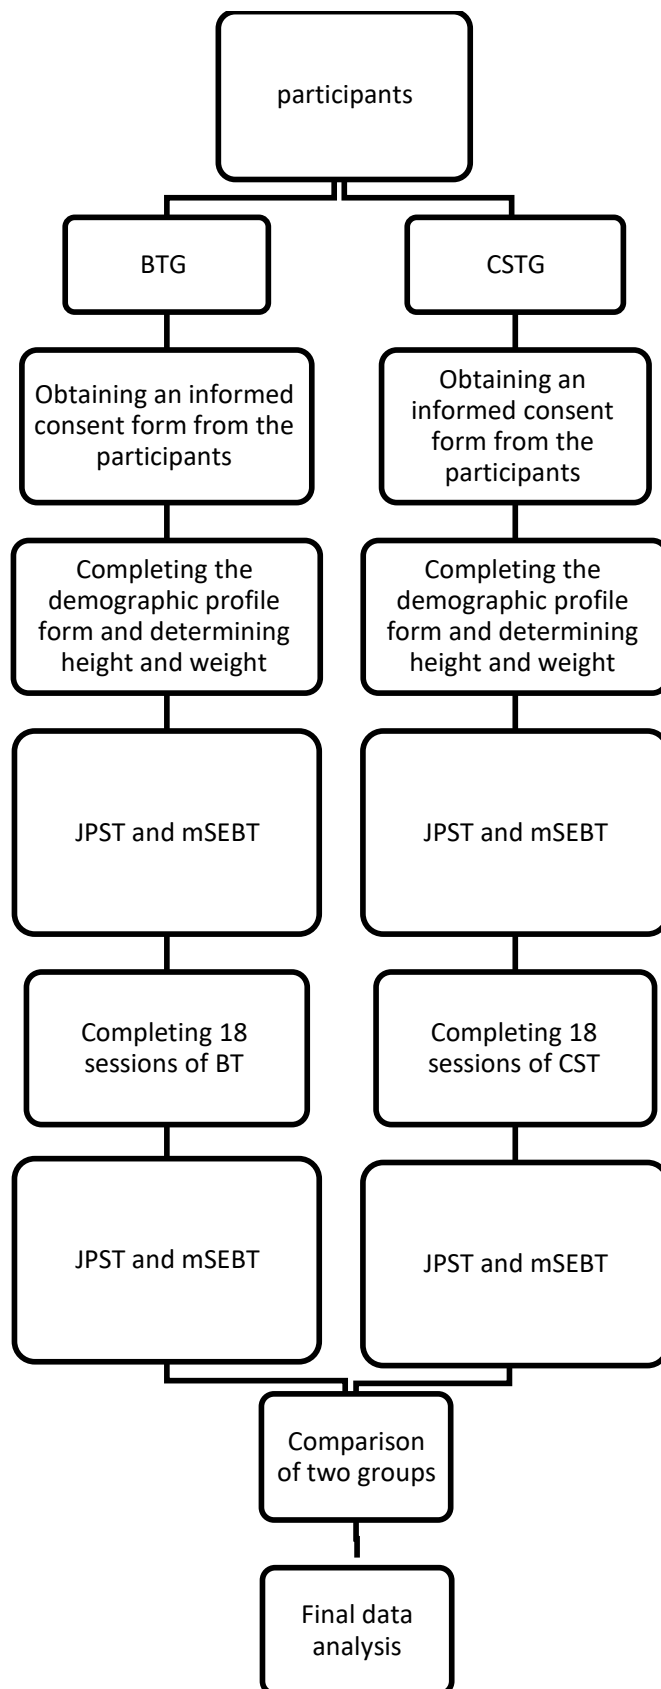 participants
BTG
CSTG
Obtaining an informed
consent form from the
participants
Obtaining an
informed consent
form from the
participants
Completing the
demographic profile
form and determining
height and weight
Completing the
demographic profile
form and determining
height and weight
JPST and mSEBT
JPST and mSEBT
Completing 18
sessions of BT
Completing 18
sessions of CST
JPST and mSEBT
JPST and mSEBT
Comparison
of two groups
Final data
analysis